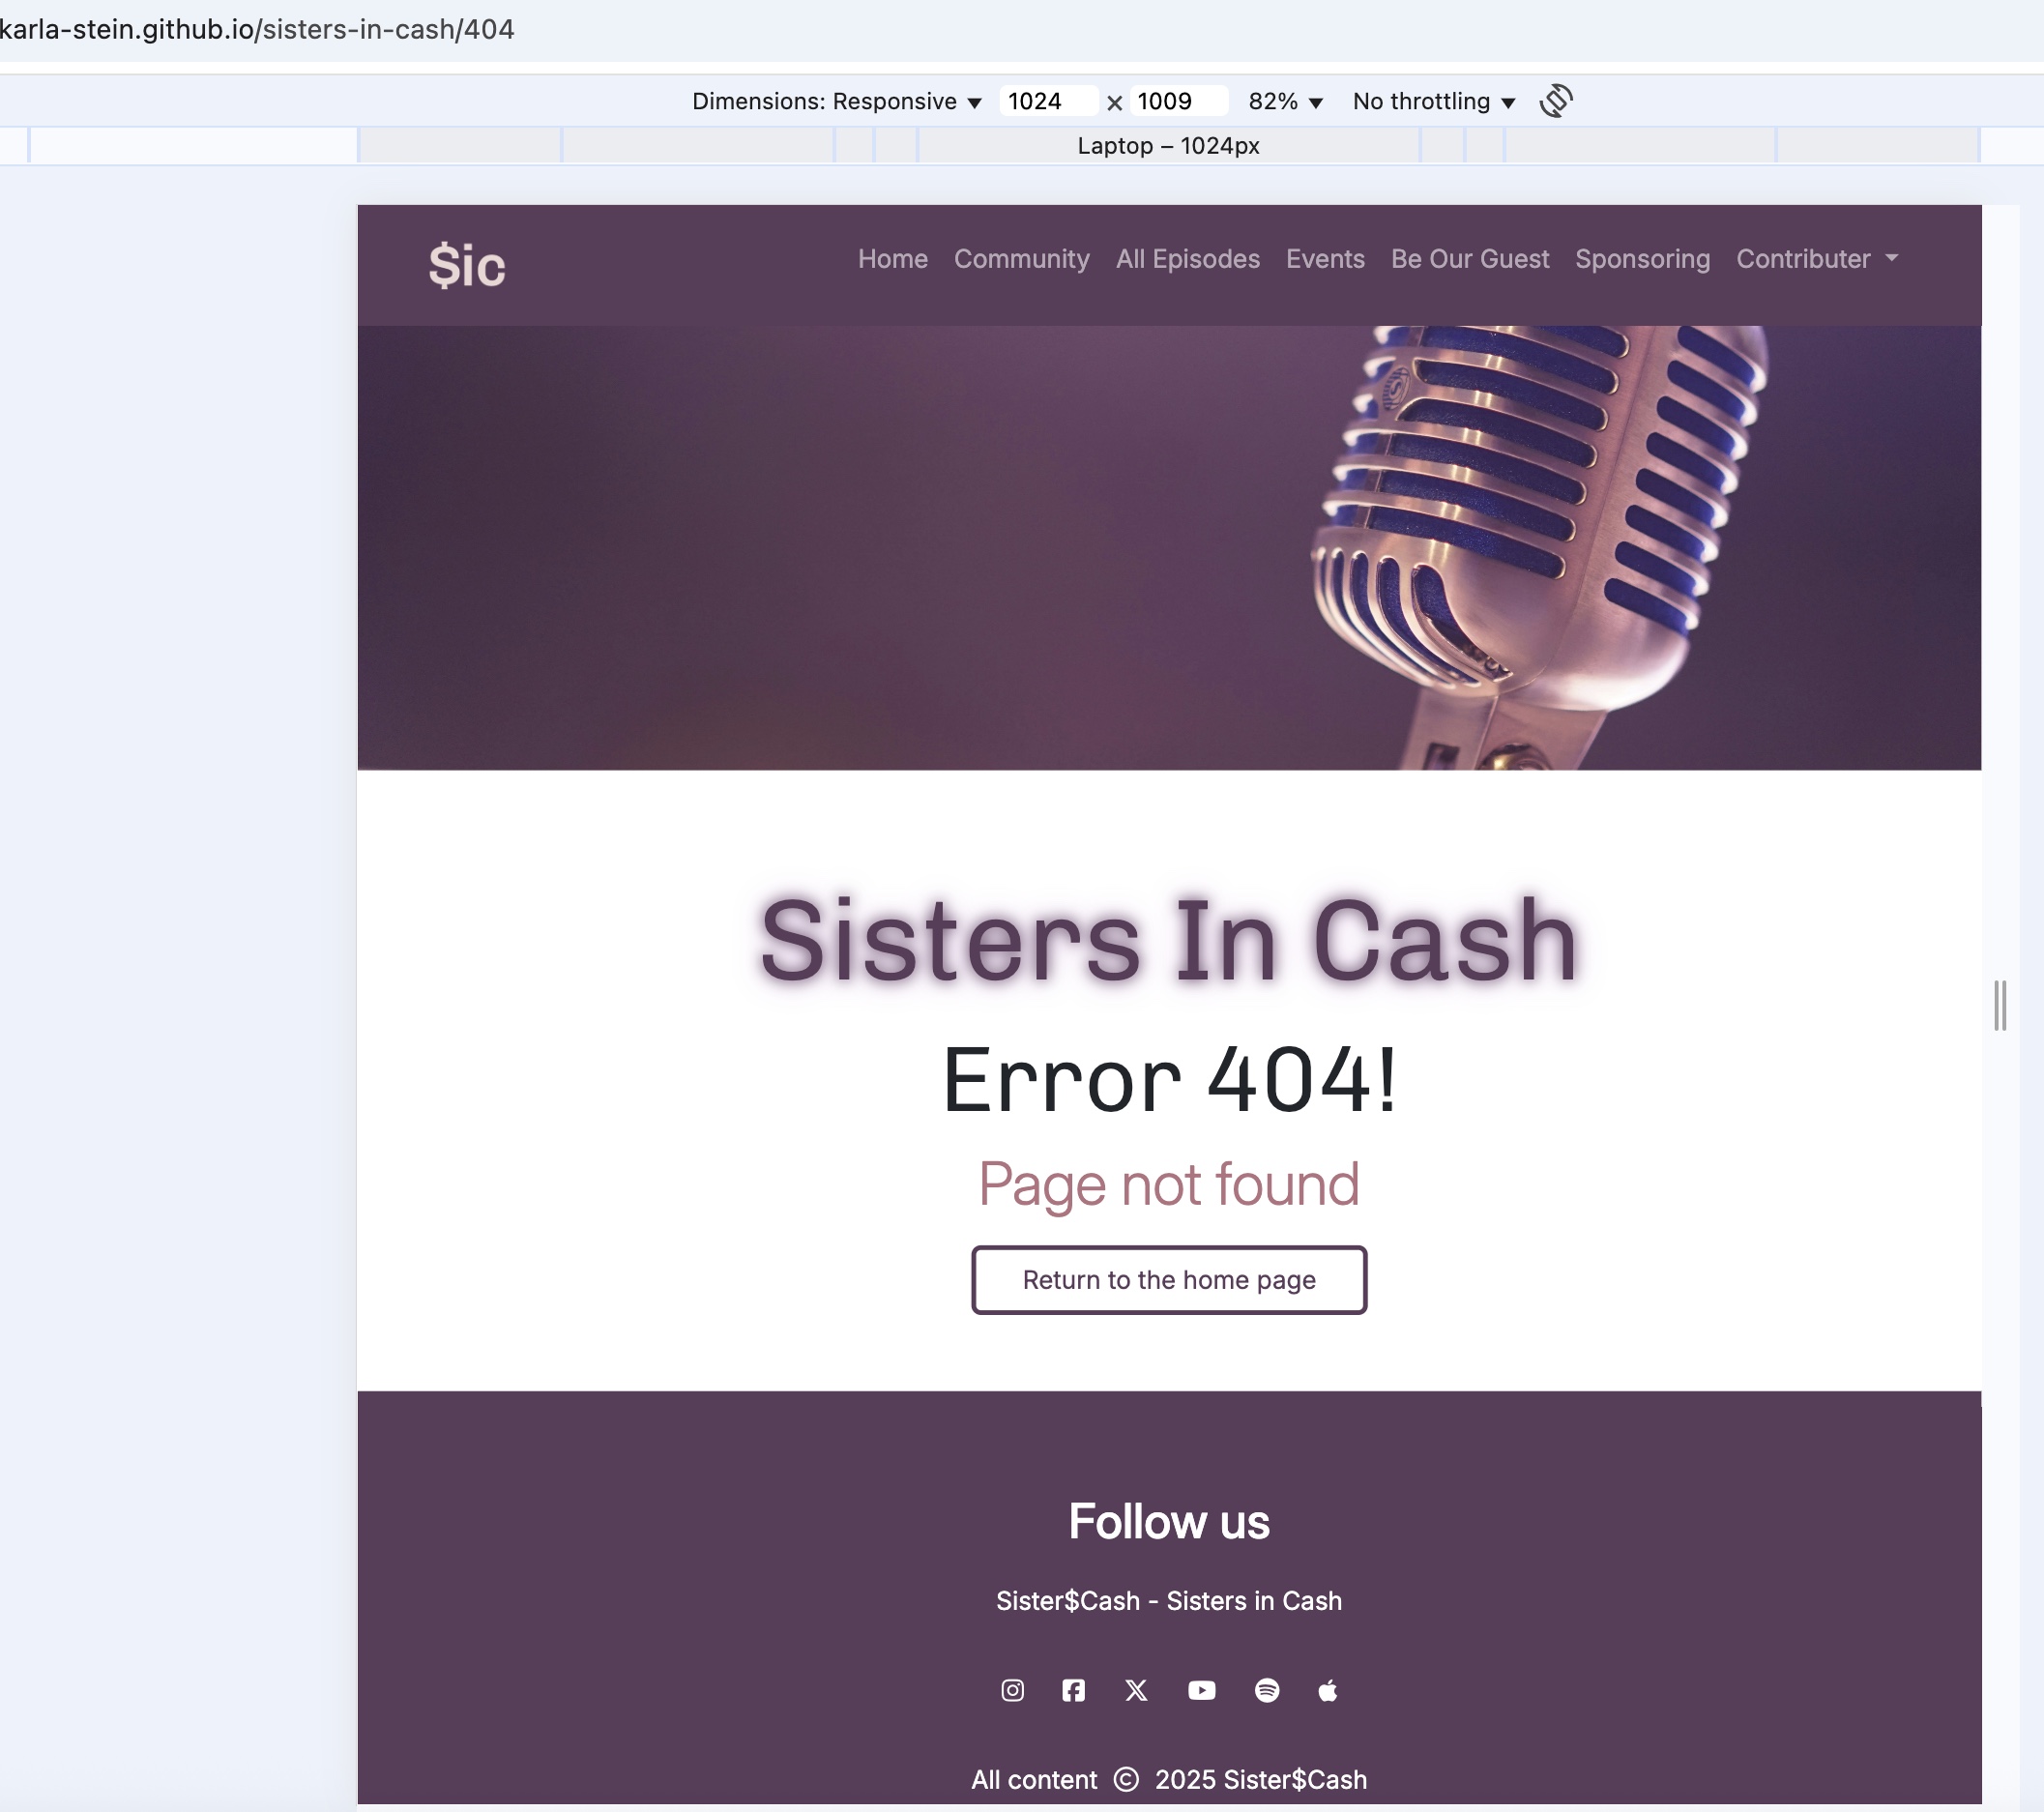 karla-stein.github.io/sisters-in-cash/404
Dimensions: Responsive 1024 × 1009 82% No throttling
Laptop – 1024px
$ic Home Community All Episodes Events Be Our Guest Sponsoring Contributer
Sisters In Cash
Error 404!
Page not found
Return to the home page
Follow us
Sister$Cash - Sisters in Cash
All content © 2025 Sister$Cash